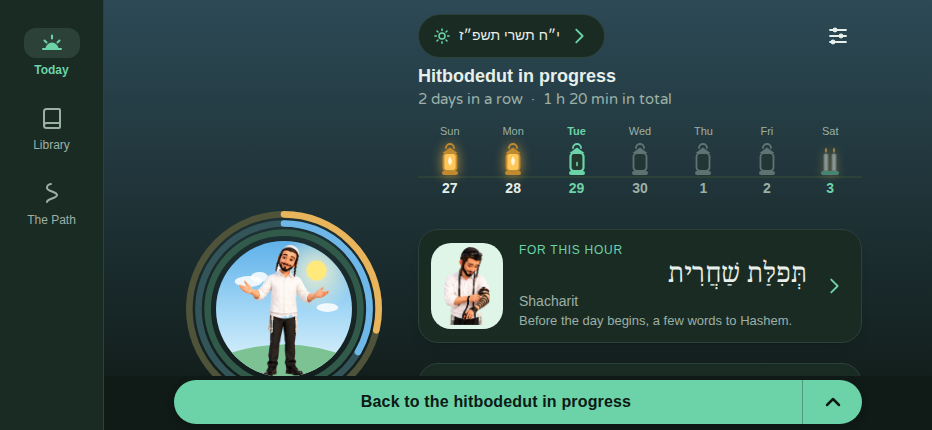 Today
Library
The Path
י״ח תשרי תשפ״ז
Hitbodedut in progress
2 days in a row · 1 h 20 min in total
Sun Mon Tue Wed Thu Fri Sat
27 28 29 30 1 2 3
FOR THIS HOUR
תְּפִלַּת שַׁחֲרִית
Shacharit
Before the day begins, a few words to Hashem.
Back to the hitbodedut in progress